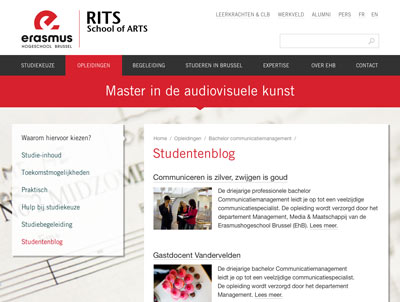 erasmus
HOGESCHOOL BRUSSEL
RITS
School of ARTS
LEERKRACHTEN & CLB WERKVELD ALUMNI PERS FR EN
STUDIEKEUZE OPLEIDINGEN BEGELEIDING STUDEREN IN BRUSSEL EXPERTISE OVER EHB CONTACT
Master in de audiovisuele kunst
Waarom hiervoor kiezen?
Studie-inhoud
Toekomstmogelijkheden
Praktisch
Hulp bij studiekeuze
Studiebegeleiding
Studentenblog
Home / Opleidingen / Bachelor communicatiemanagement /
Studentenblog
Communiceren is zilver, zwijgen is goud
De driejarige professionele bachelor
Communicatiemanagement leidt je op tot een veelzijdig
communicatiespecialist. De opleiding wordt verzorgd door het
departement Management, Media & Maatschappij van de
Erasmushogeschool Brussel (EhB). Lees meer.
Gastdocent Vandervelden
De driejarige bachelor Communicatiemanagement
leidt je op tot een veelzijdig communicatiespecialist. De
opleiding wordt verzorgd door het departement
Management. Lees meer.